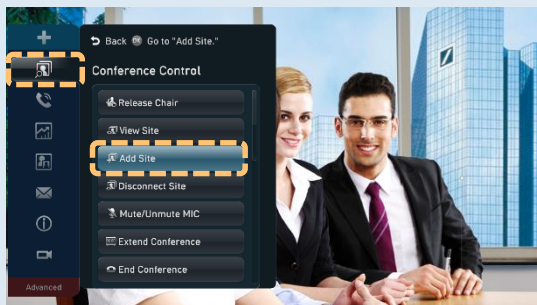 Back OK Go to "Add Site."
Conference Control
Release Chair
View Site
Add Site
Disconnect Site
Mute/Unmute MIC
Extend Conference
End Conference
Advanced